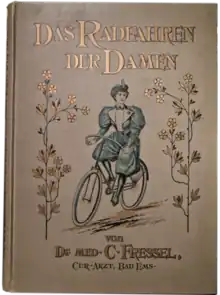 DAS RADFAHREN
DER DAMEN
VON
DR MED. C. FRESSEL,
CUR-ARZT, BAD EMS.